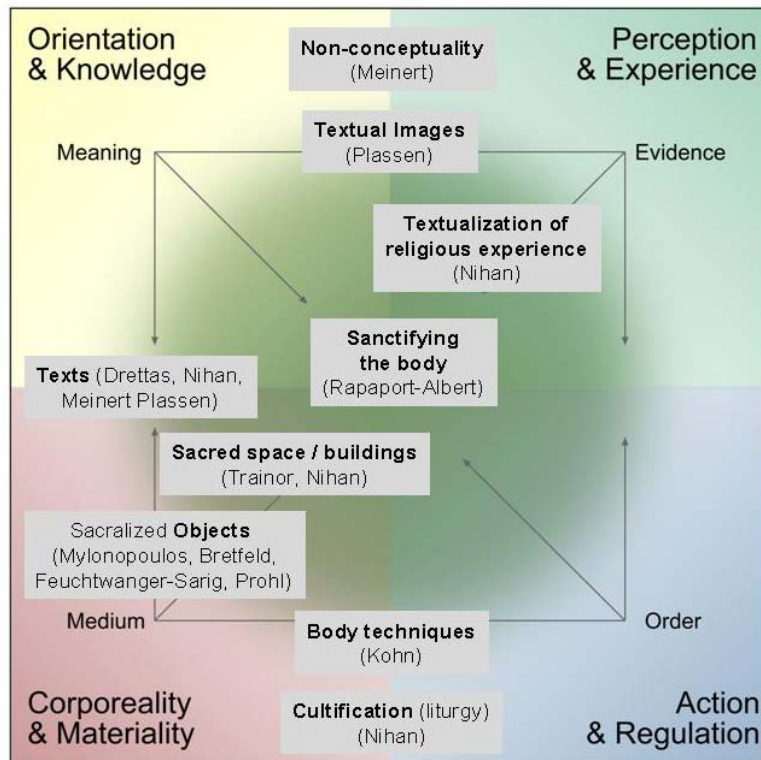 Orientation
& Knowledge
Non-conceptuality
(Meinert)
Perception
& Experience
Textual Images
(Plassen)
Meaning
Evidence
Textualization of
religious experience
(Nihan)
Sanctifying
the body
(Rapaport-Albert)
Texts (Drettas, Nihan,
Meinert Plassen)
Sacred space / buildings
(Trainor, Nihan)
Sacralized Objects
(Mylonopoulos, Bretfeld,
Feuchtwanger-Sarig, Prohl)
Medium
Body techniques
(Kohn)
Order
Corporeality
& Materiality
Cultification (liturgy)
(Nihan)
Action
& Regulation